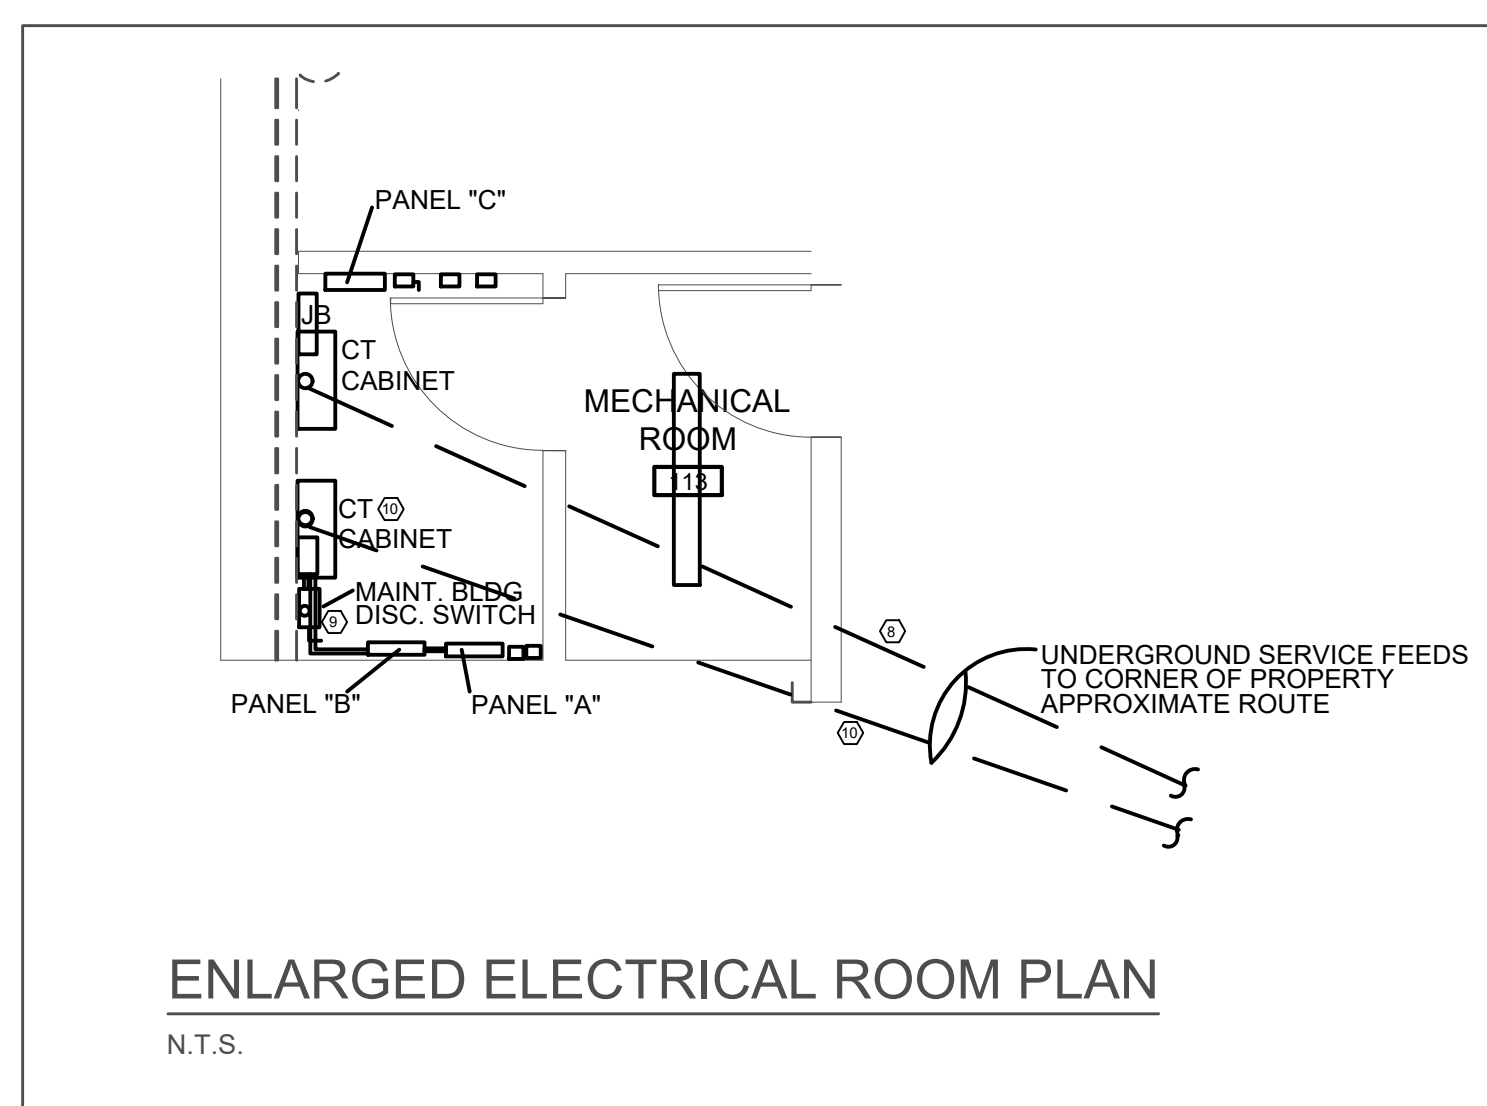 PANEL "C"
JB
CT
CABINET
MECHANICAL
ROOM
113
CT 10
CABINET
MAINT. BLDG
DISC. SWITCH
9
8
PANEL "B"
PANEL "A"
10
UNDERGROUND SERVICE FEEDS
TO CORNER OF PROPERTY
APPROXIMATE ROUTE
ENLARGED ELECTRICAL ROOM PLAN
N.T.S.